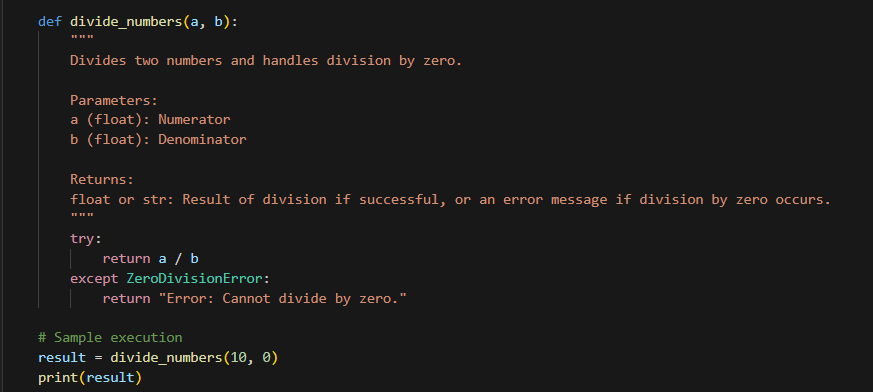 def divide_numbers(a, b):
    """
    Divides two numbers and handles division by zero.

    Parameters:
    a (float): Numerator
    b (float): Denominator

    Returns:
    float or str: Result of division if successful, or an error message if division by zero occurs.
    """
    try:
        return a / b
    except ZeroDivisionError:
        return "Error: Cannot divide by zero."

# Sample execution
result = divide_numbers(10, 0)
print(result)